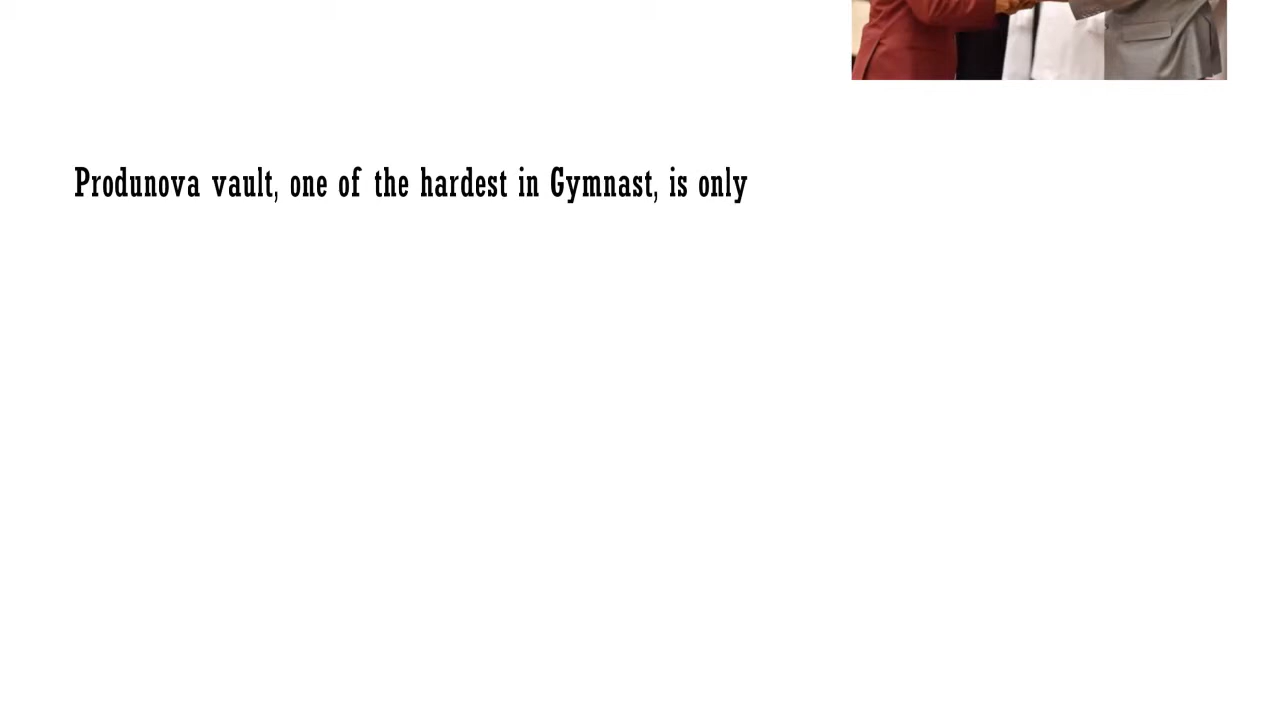 Produnova vault, one of the hardest in Gymnast, is only